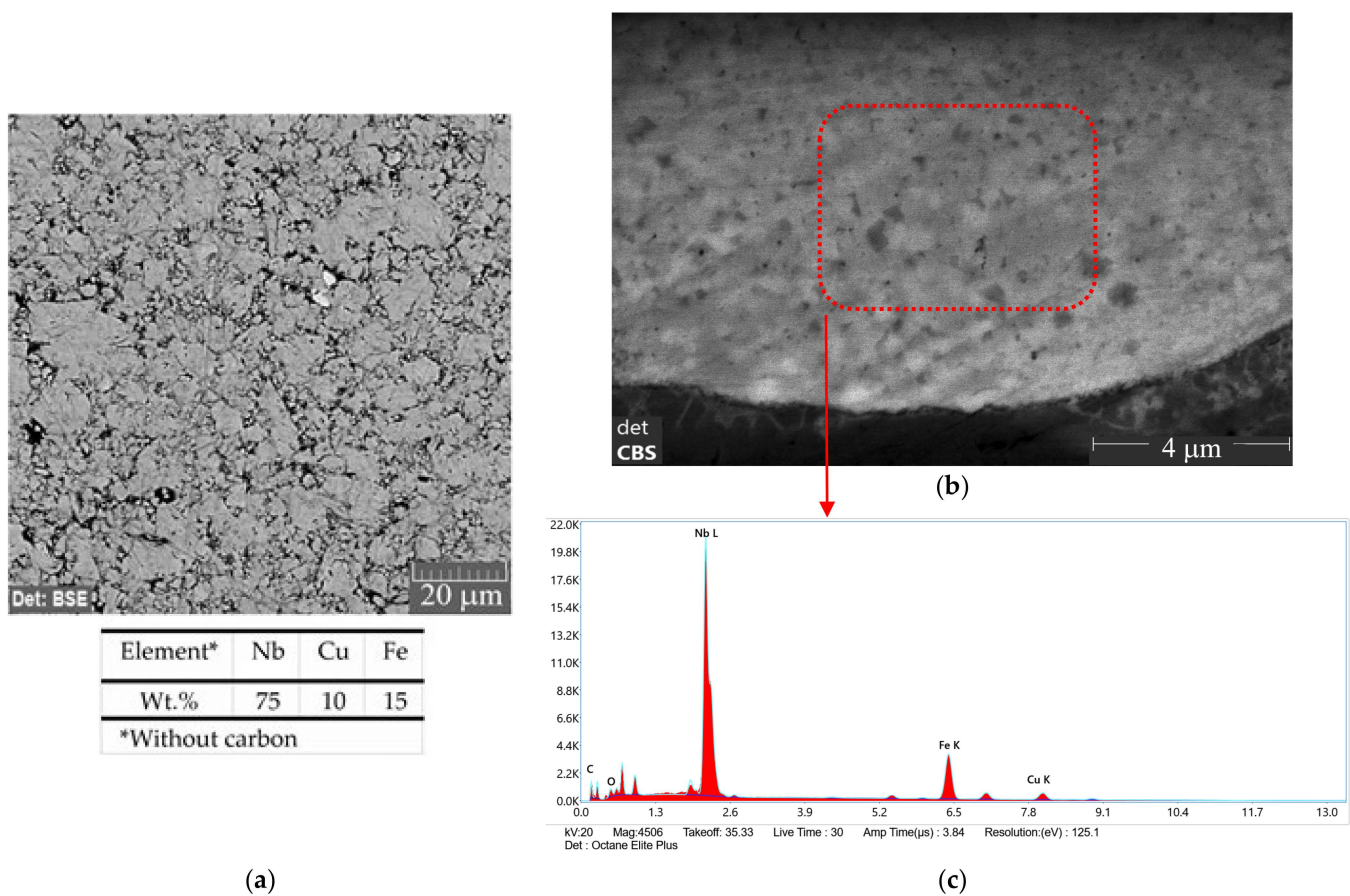 Det: BSE
20 μm
Element* Nb Cu Fe
Wt.% 75 10 15
*Without carbon
(a)
det
CBS
4 μm
(b)
22.0K
19.8K
17.6K
15.4K
13.2K
11.0K
8.8K
6.6K
4.4K
2.2K
0.0K
Nb L
Fe K
Cu K
C
O
0.0 1.3 2.6 3.9 5.2 6.5 7.8 9.1 10.4 11.7 13.0
kV:20 Mag:4506 Takeoff: 35.33 Live Time : 30 Amp Time(μs) : 3.84 Resolution:(eV) : 125.1
Det : Octane Elite Plus
(c)